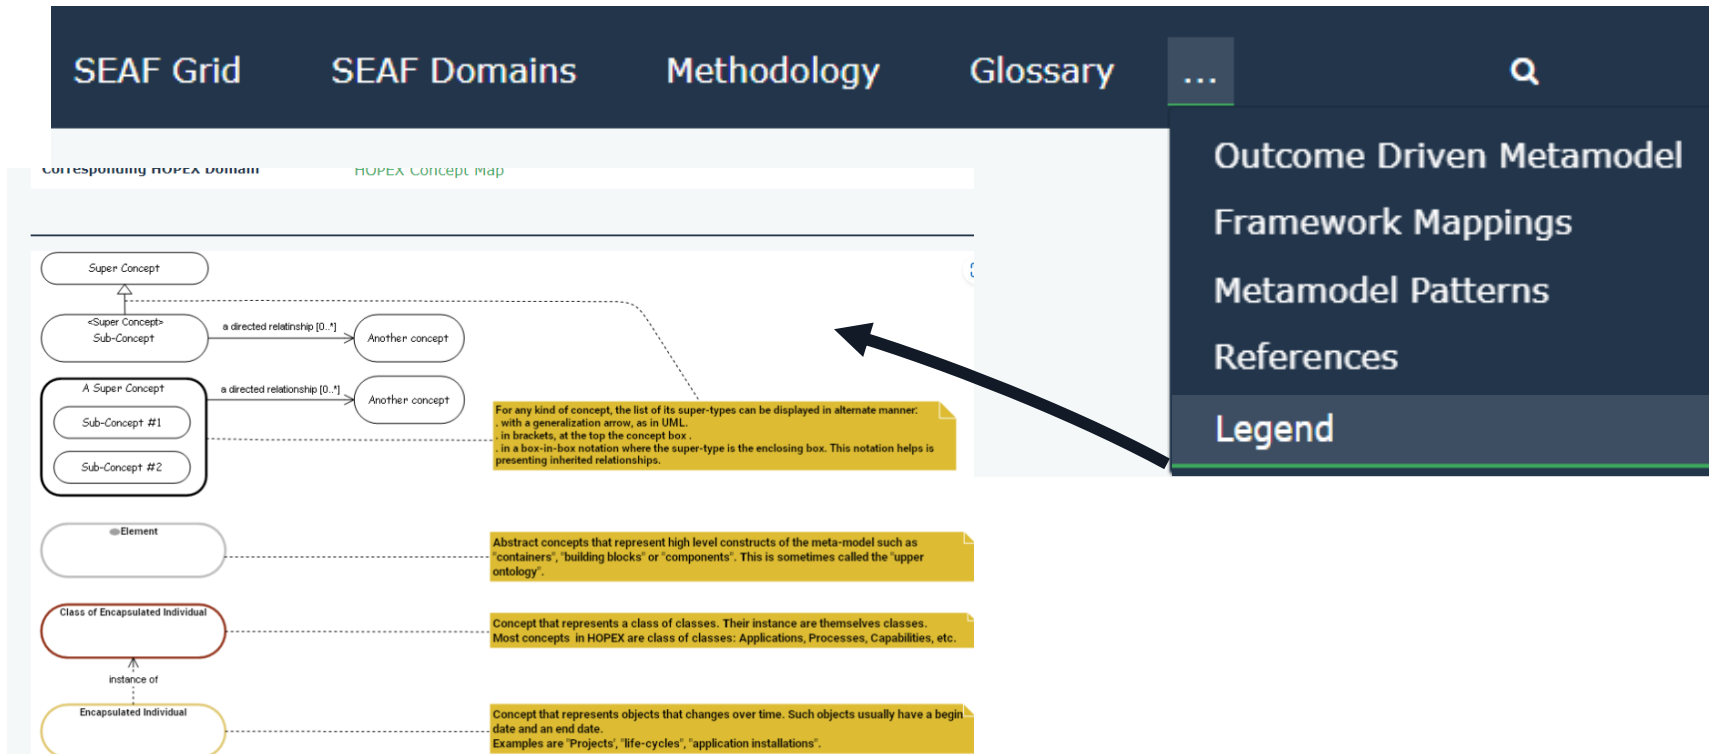 SEAF Grid
SEAF Domains
Methodology
Glossary
...
Outcome Driven Metamodel
Framework Mappings
Metamodel Patterns
References
Legend
Corresponding HOPEX Domain
HOPEX Concept Map
Super Concept
<Super Concept>
Sub-Concept
a directed relatinship [0..*]
Another concept
A Super Concept
Sub-Concept #1
Sub-Concept #2
a directed relationship [0..*]
Another concept
For any kind of concept, the list of its super-types can be displayed in alternate manner:
. with a generalization arrow, as in UML.
. in brackets, at the top the concept box .
. in a box-in-box notation where the super-type is the enclosing box. This notation helps is
presenting inherited relationships.
Element
Abstract concepts that represent high level constructs of the meta-model such as
"containers", "building blocks" or "components". This is sometimes called the "upper
ontology".
Class of Encapsulated Individual
Concept that represents a class of classes. Their instance are themselves classes.
Most concepts in HOPEX are class of classes: Applications, Processes, Capabilities, etc.
instance of
Encapsulated Individual
Concept that represents objects that changes over time. Such objects usually have a begin
date and an end date.
Examples are "Projects', "life-cycles", "application installations".